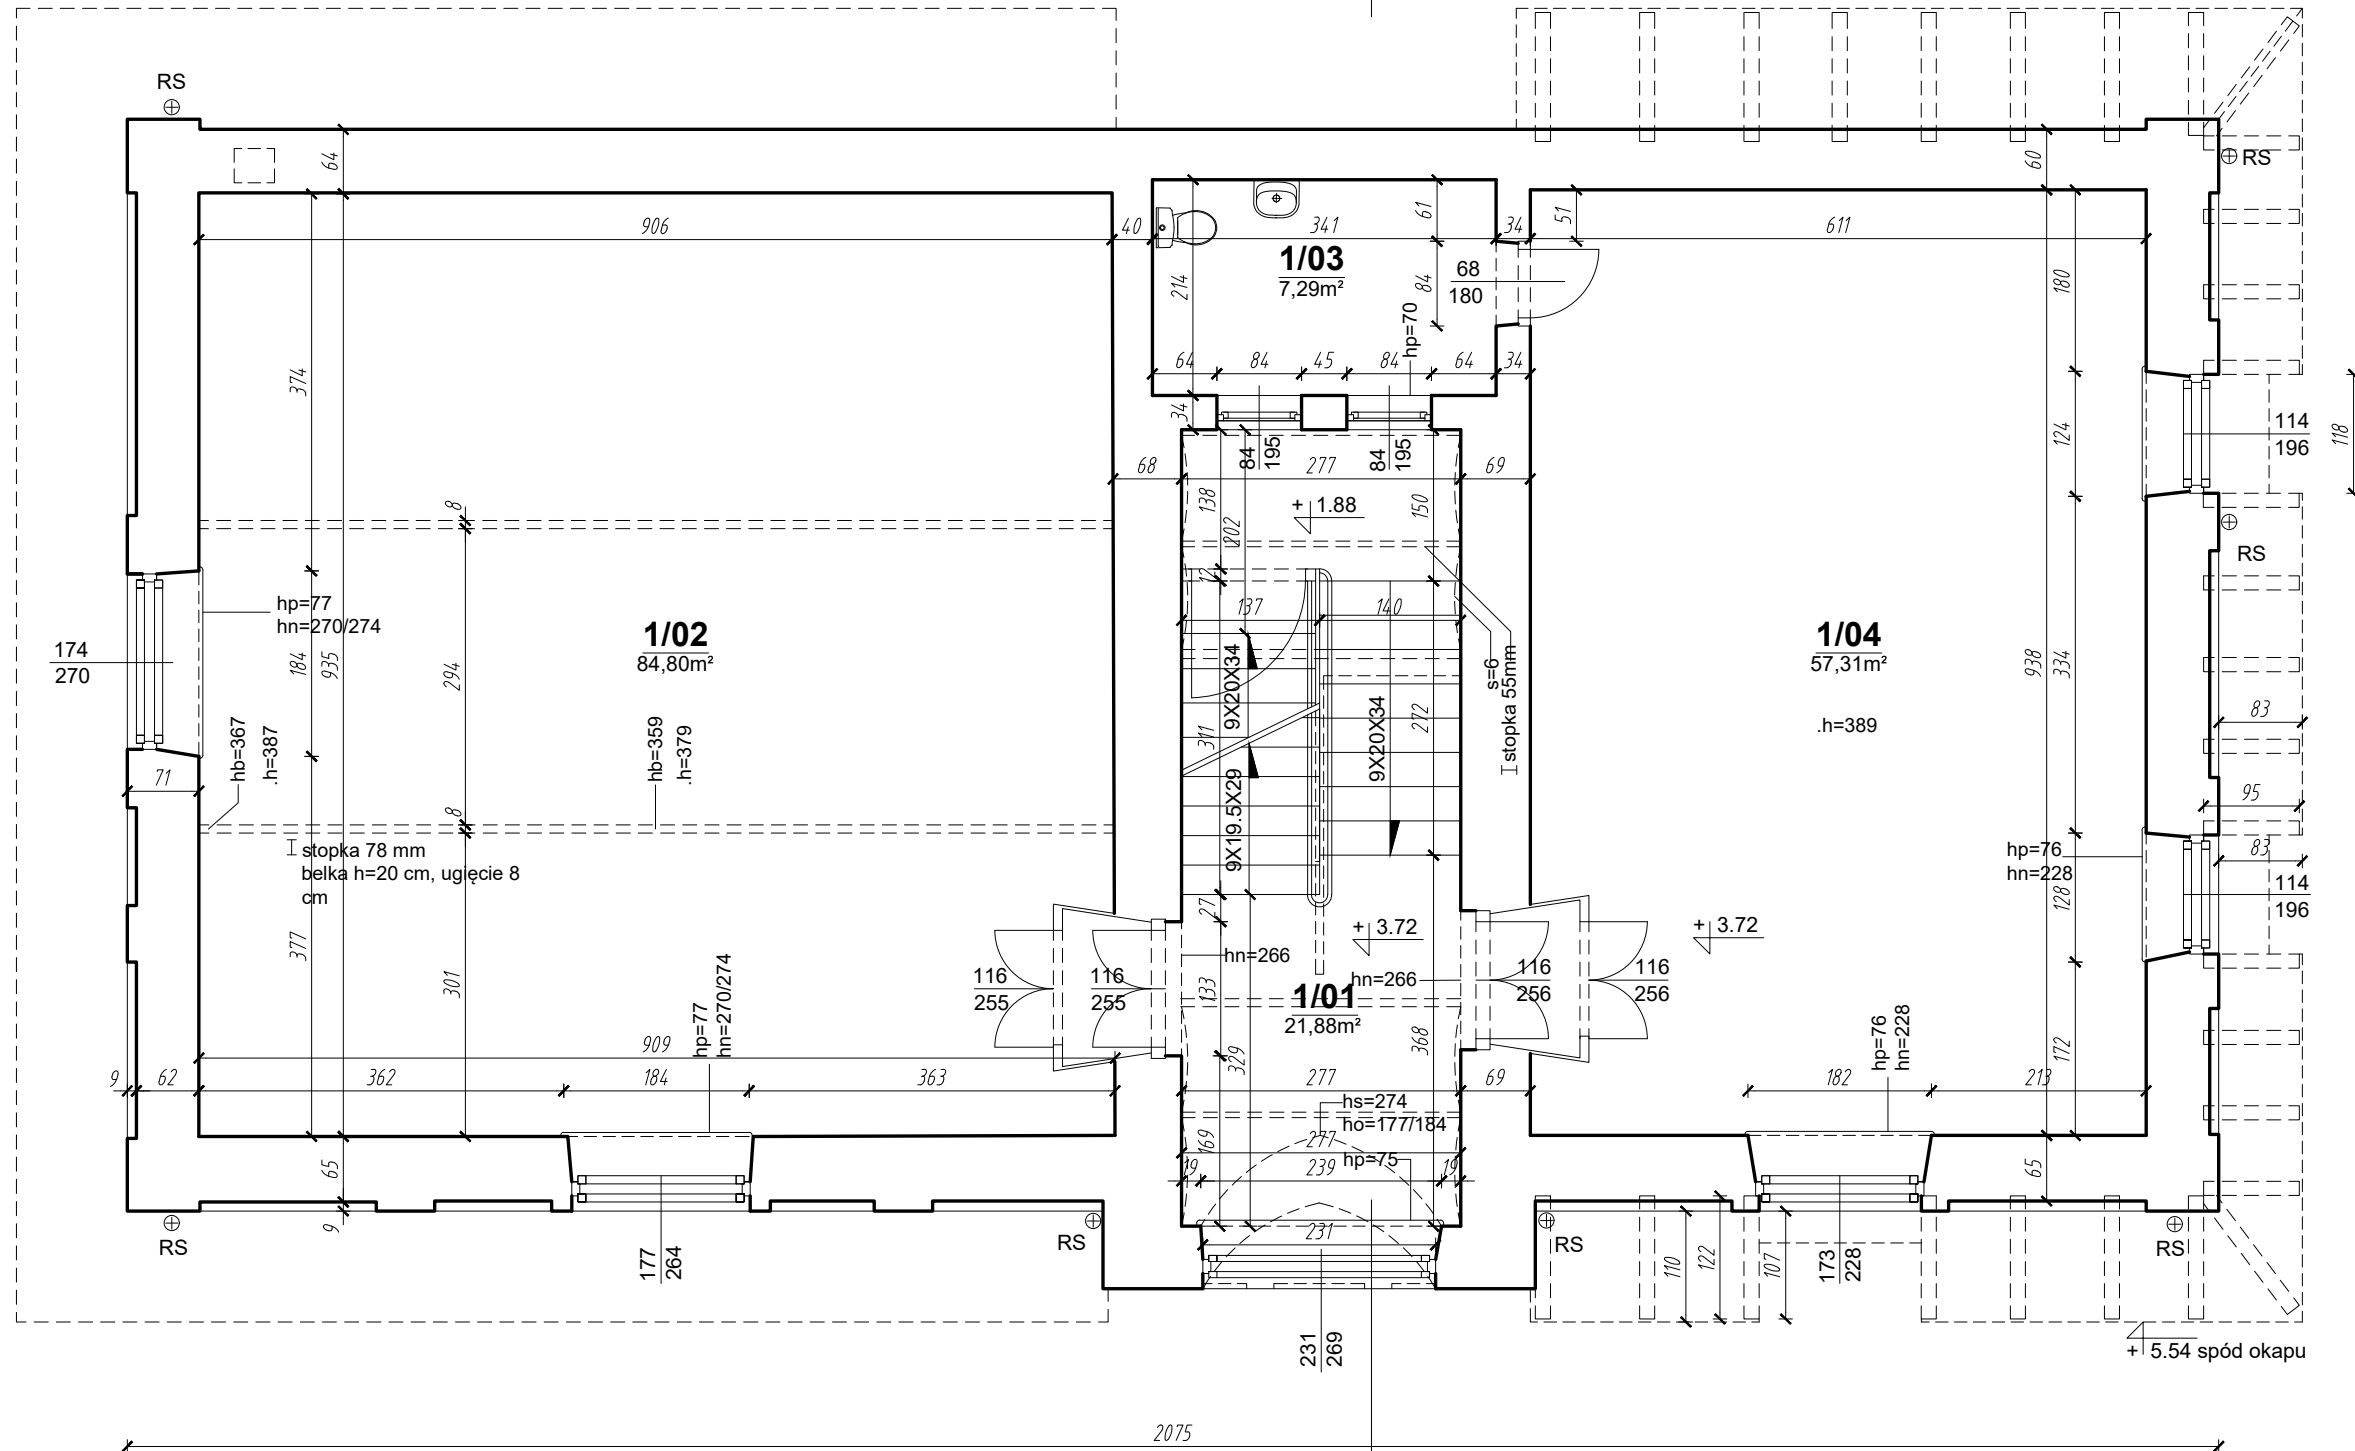 RS
RS
64
60
906
40
341
61
34
51
611
1/03
7,29m²
214
84
68
180
180
hp=70
374
64
84
45
84
64
34
34
84
195
84
195
124
114
196
118
68
277
69
8
138
202
150
+ 1.88
RS
12
hp=77
hn=270/274
137
140
174
270
1/02
84,80m²
184
935
294
9X20X34
s=6
stopka 55mm
1/04
57,31m²
938
334
hb=367
.h=387
hb=359
.h=379
311
272
9X20X34
.h=389
83
71
95
8
9X19.5X29
stopka 78 mm
belka h=20 cm, ugięcie 8
cm
hp=76
hn=228
83
114
196
128
377
27
+ 3.72
+ 3.72
301
hn=266
116
255
116
255
133
hn=266
116
256
116
256
1/01
21,88m²
hp=77
hn=270/274
hp=76
hn=228
909
329
368
172
9
62
362
184
363
277
69
182
213
hs=274
ho=177/184
169
277
hp=75
65
19
239
19
65
9
RS
RS
231
RS
RS
177
264
110
122
107
173
228
231
269
+ 5.54 spód okapu
2075